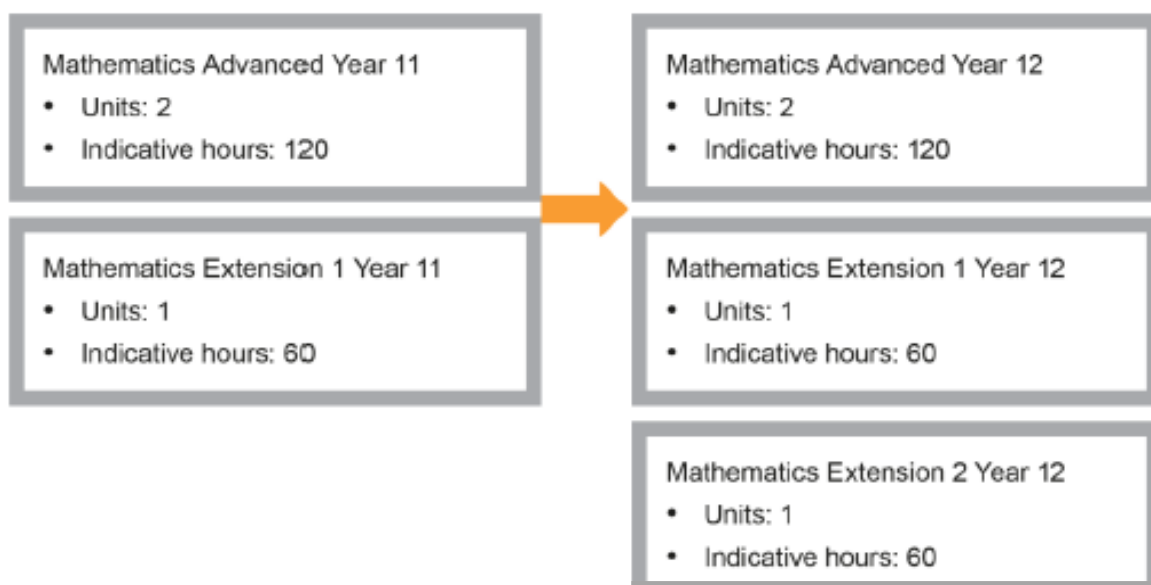 Mathematics Advanced Year 11
• Units: 2
• Indicative hours: 120
Mathematics Extension 1 Year 11
• Units: 1
• Indicative hours: 60
Mathematics Advanced Year 12
• Units: 2
• Indicative hours: 120
Mathematics Extension 1 Year 12
• Units: 1
• Indicative hours: 60
Mathematics Extension 2 Year 12
• Units: 1
• Indicative hours: 60